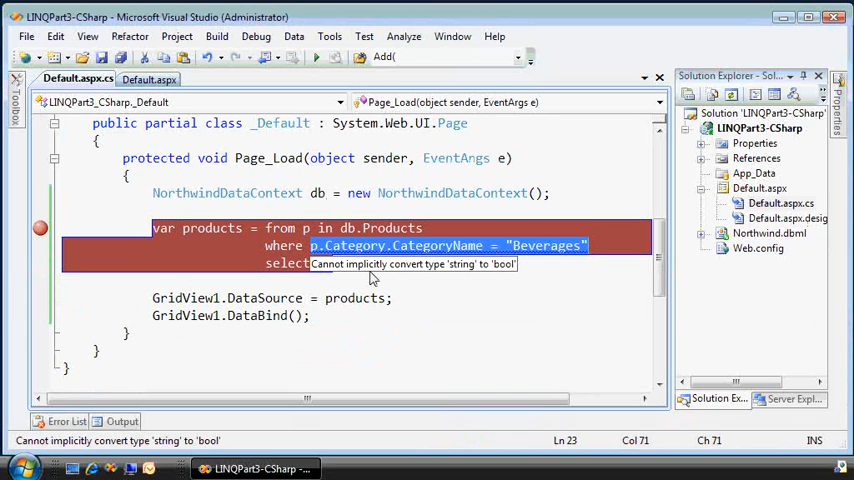 LINQPart3-CSharp - Microsoft Visual Studio (Administrator)
File Edit View Refactor Project Build Debug Data Tools Test Analyze Window Help
Add(
Default.aspx.cs Default.aspx
LINQPart3_CSharp._Default
Page_Load(object sender, EventArgs e)
Toolbox
public partial class _Default : System.Web.UI.Page
{
protected void Page_Load(object sender, EventArgs e)
{
NorthwindDataContext db = new NorthwindDataContext();
var products = from p in db.Products
where p.Category.CategoryName = "Beverages"
select
Cannot implicitly convert type 'string' to 'bool'
GridView1.DataSource = products;
GridView1.DataBind();
}
}
}
Solution Explorer - Sol...
Solution 'LINQPart3-CSharp'
LINQPart3-CSharp
Properties
References
App_Data
Default.aspx
Default.aspx.cs
Default.aspx.desig
Northwind.dbml
Web.config
Properties
Solution Ex... Server Expl...
Error List Output
Cannot implicitly convert type 'string' to 'bool'
Ln 23 Col 71 Ch 71 INS
LINQPart3-CSharp -...